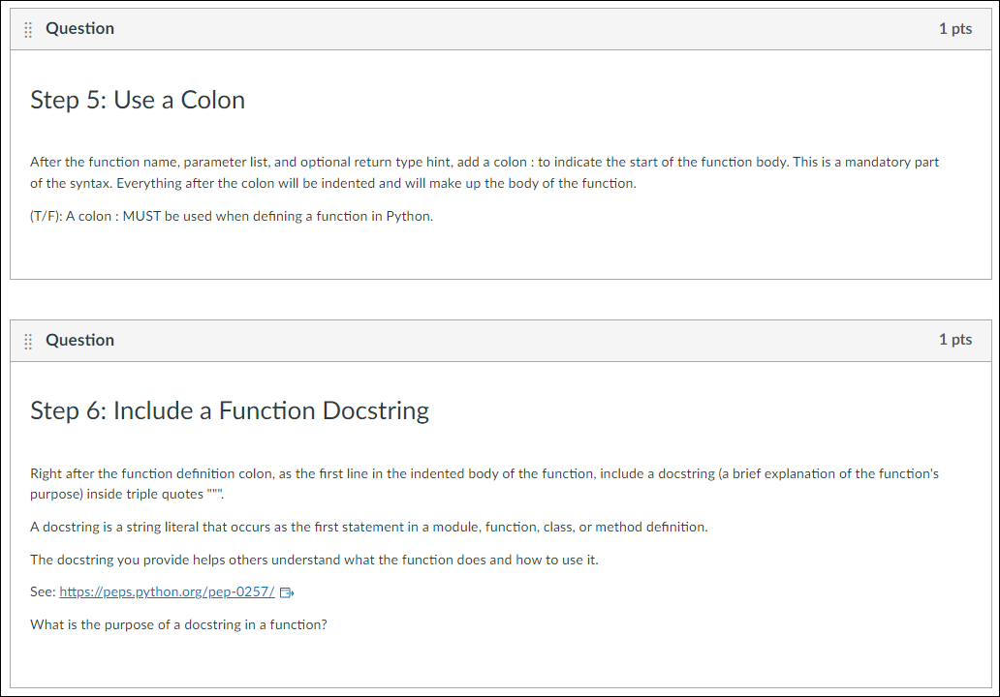 Question 1 pts
Step 5: Use a Colon
After the function name, parameter list, and optional return type hint, add a colon : to indicate the start of the function body. This is a mandatory part
of the syntax. Everything after the colon will be indented and will make up the body of the function.
(T/F): A colon : MUST be used when defining a function in Python.
Question 1 pts
Step 6: Include a Function Docstring
Right after the function definition colon, as the first line in the indented body of the function, include a docstring (a brief explanation of the function's
purpose) inside triple quotes """.
A docstring is a string literal that occurs as the first statement in a module, function, class, or method definition.
The docstring you provide helps others understand what the function does and how to use it.
See: https://peps.python.org/pep-0257/
What is the purpose of a docstring in a function?